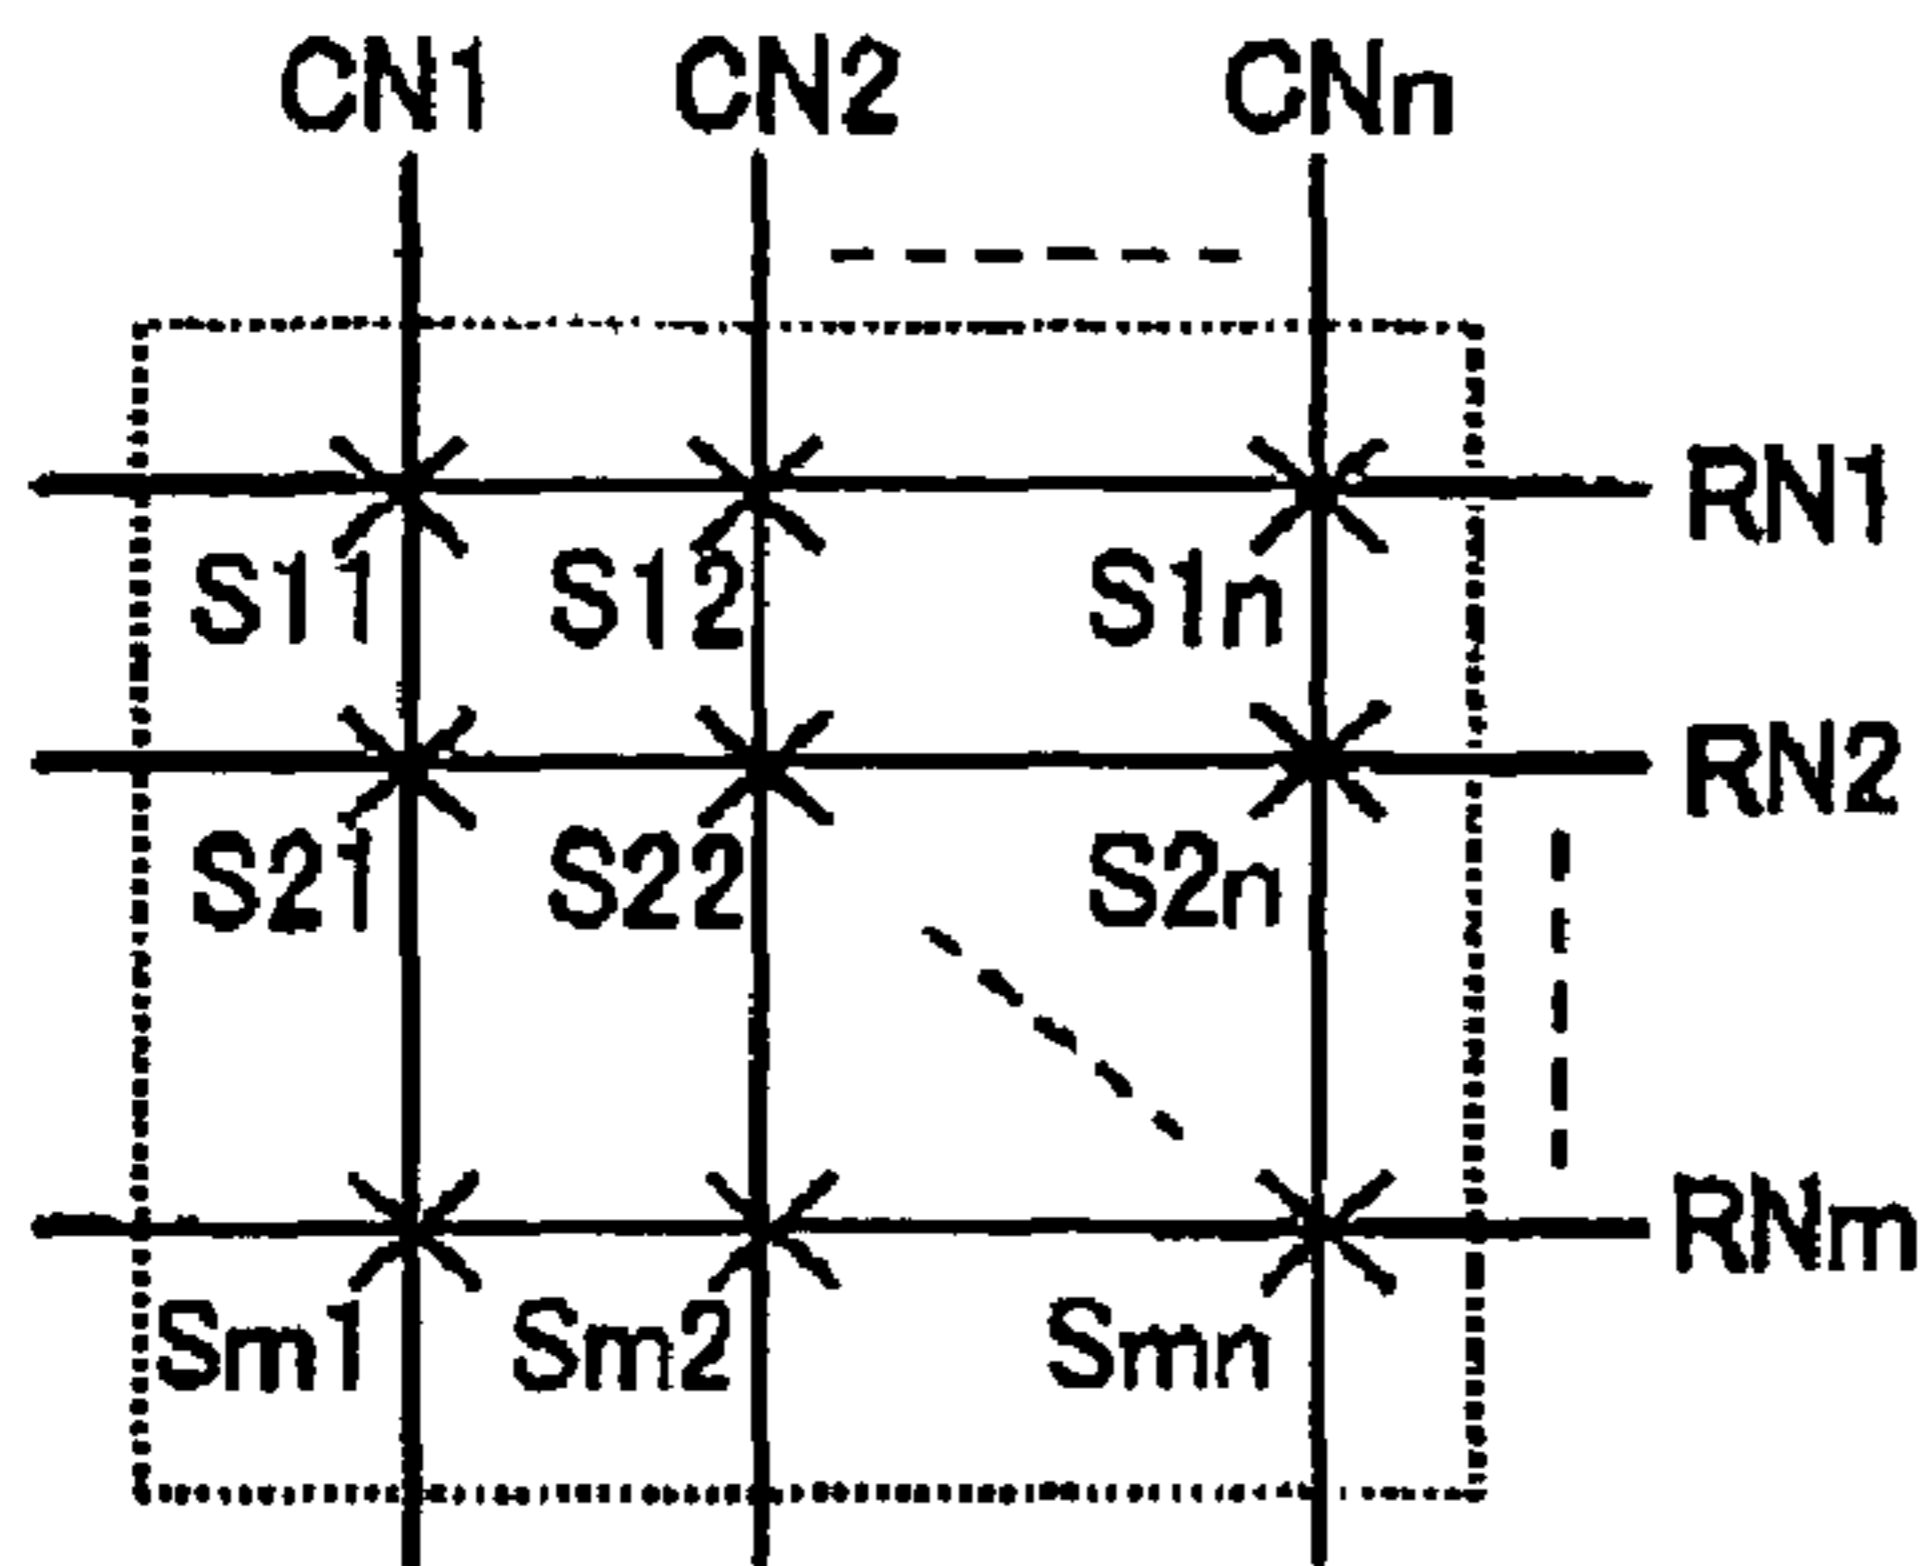 CN1 CN2 CNn
RN1
S11 S12 S1n
RN2
S21 S22 S2n
RNm
Sm1 Sm2 Smn